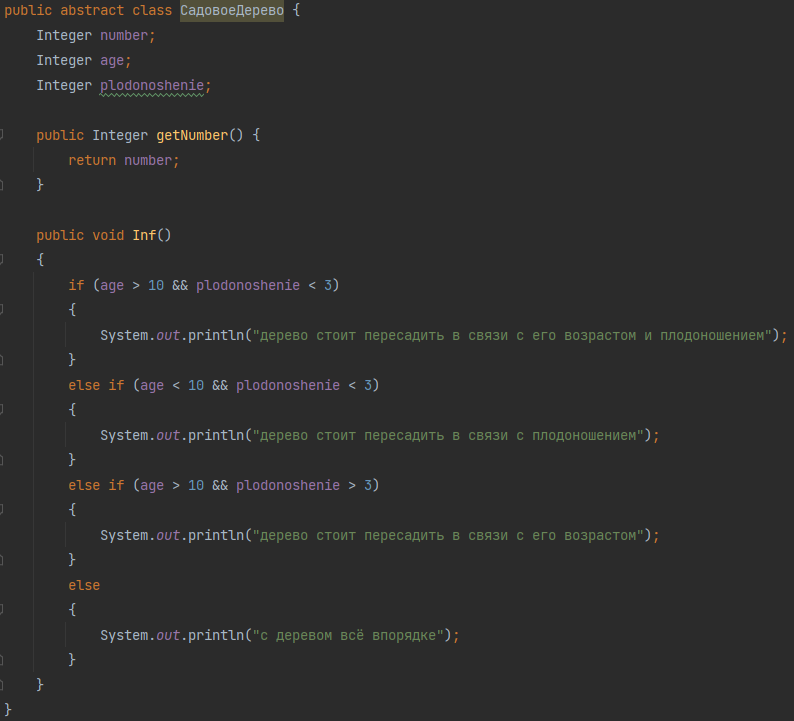 public abstract class СадовоеДерево {
Integer number;
Integer age;
Integer plodonoshenie;
public Integer getNumber() {
return number;
}
public void Inf()
{
if (age > 10 && plodonoshenie < 3)
{
System.out.println("дерево стоит пересадить в связи с его возрастом и плодоношением");
}
else if (age < 10 && plodonoshenie < 3)
{
System.out.println("дерево стоит пересадить в связи с плодоношением");
}
else if (age > 10 && plodonoshenie > 3)
{
System.out.println("дерево стоит пересадить в связи с его возрастом");
}
else
{
System.out.println("с деревом всё впорядке");
}
}
}